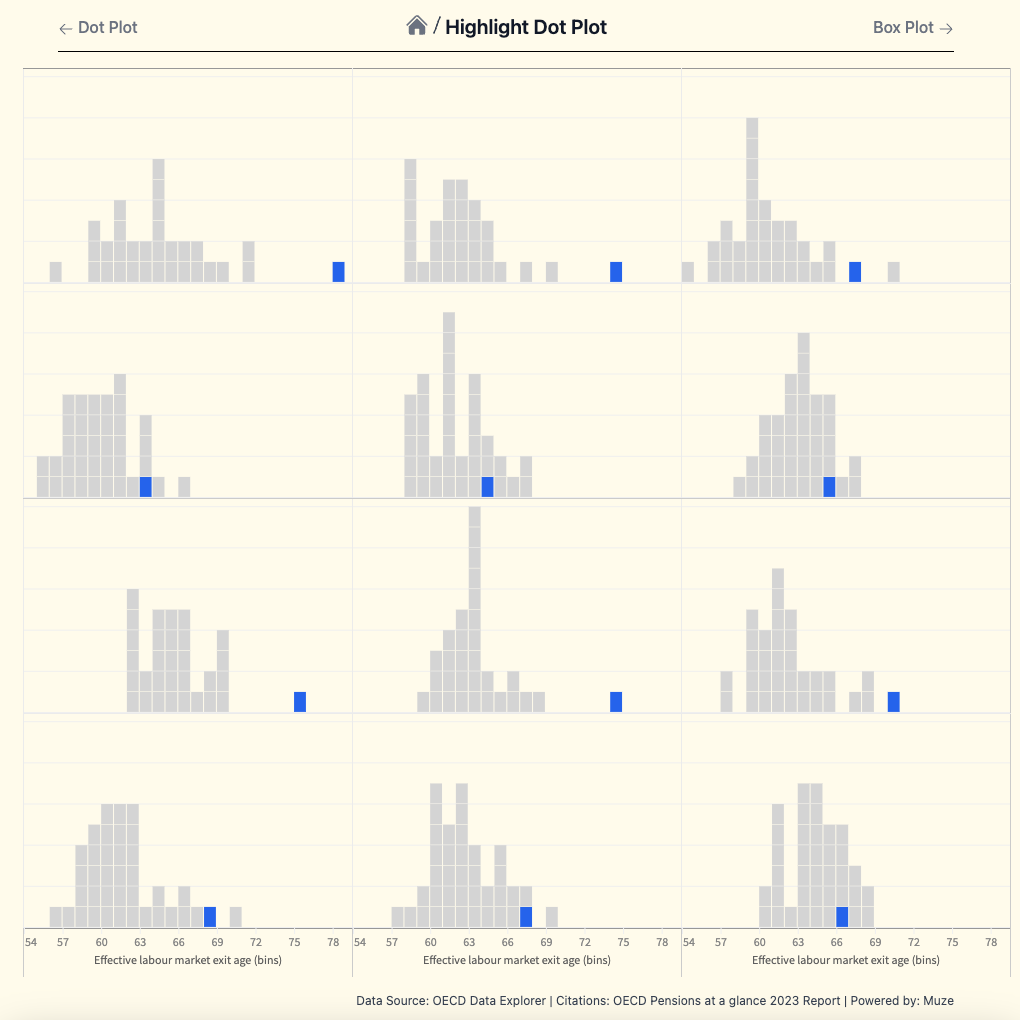 ← Dot Plot
/ Highlight Dot Plot
Box Plot →
54 57 60 63 66 69 72 75 78
54 57 60 63 66 69 72 75 78
54 57 60 63 66 69 72 75 78
Effective labour market exit age (bins)
Effective labour market exit age (bins)
Effective labour market exit age (bins)
Data Source: OECD Data Explorer | Citations: OECD Pensions at a glance 2023 Report | Powered by: Muze